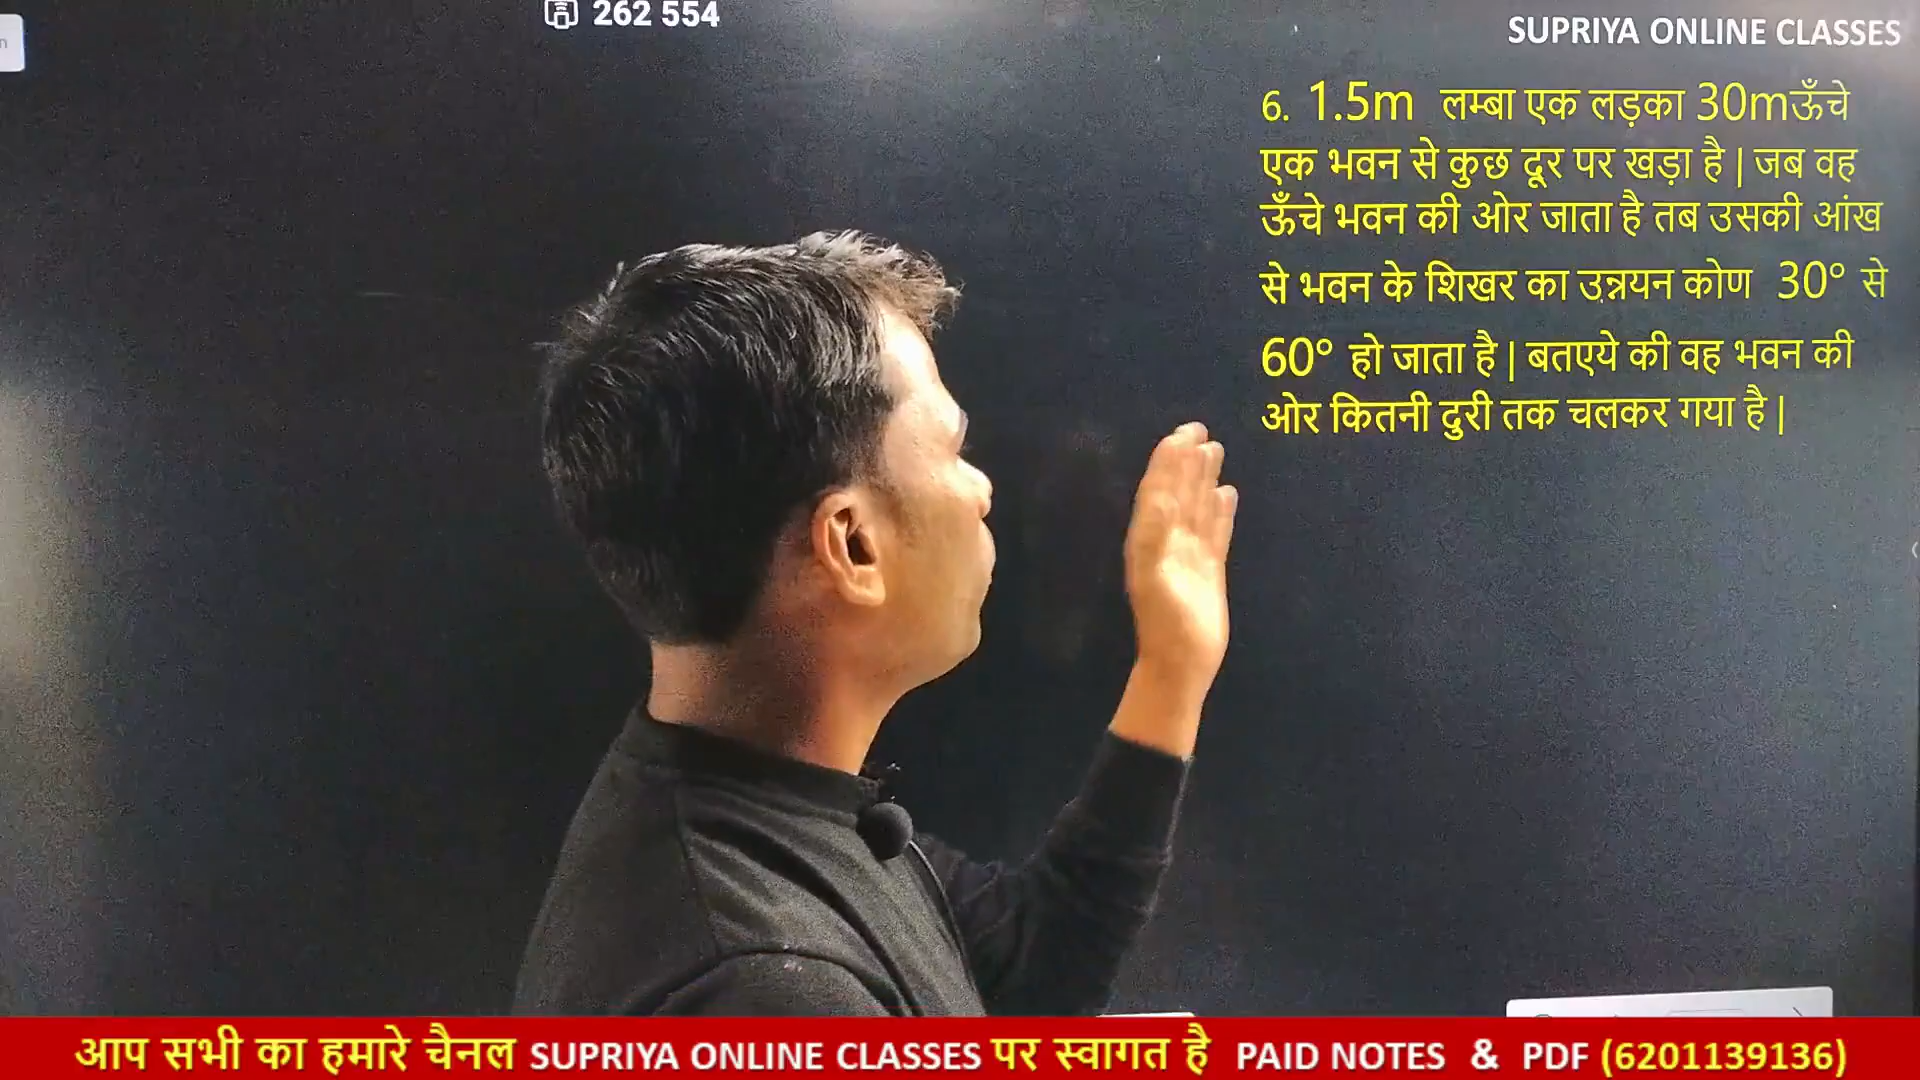 262 554
SUPRIYA ONLINE CLASSES
6. 1.5m लम्बा एक लड़का 30mऊँचे
एक भवन से कुछ दूर पर खड़ा है | जब वह
ऊँचे भवन की ओर जाता है तब उसकी आंख
से भवन के शिखर का उन्नयन कोण 30° से
60° हो जाता है | बतएये की वह भवन की
ओर कितनी दुरी तक चलकर गया है |
आप सभी का हमारे चैनल SUPRIYA ONLINE CLASSES पर स्वागत है PAID NOTES & PDF (6201139136)